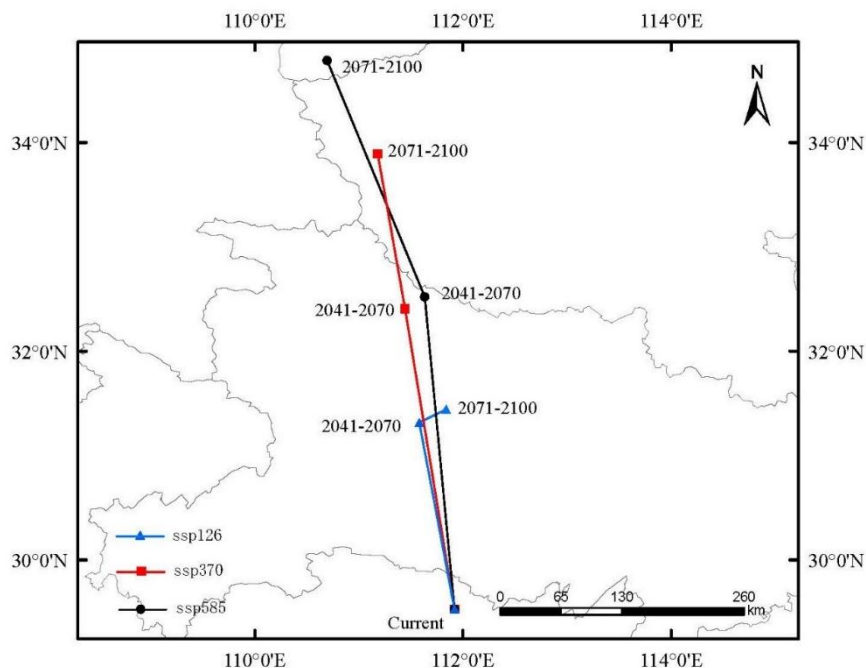 110°0'E 112°0'E 114°0'E
2071-2100
N
34°0'N 34°0'N
2071-2100
2041-2070
2041-2070
32°0'N 32°0'N
2071-2100
2041-2070
ssp126
30°0'N 30°0'N
ssp370
0 65 130 260
ssp585
km
Current
110°0'E 112°0'E 114°0'E